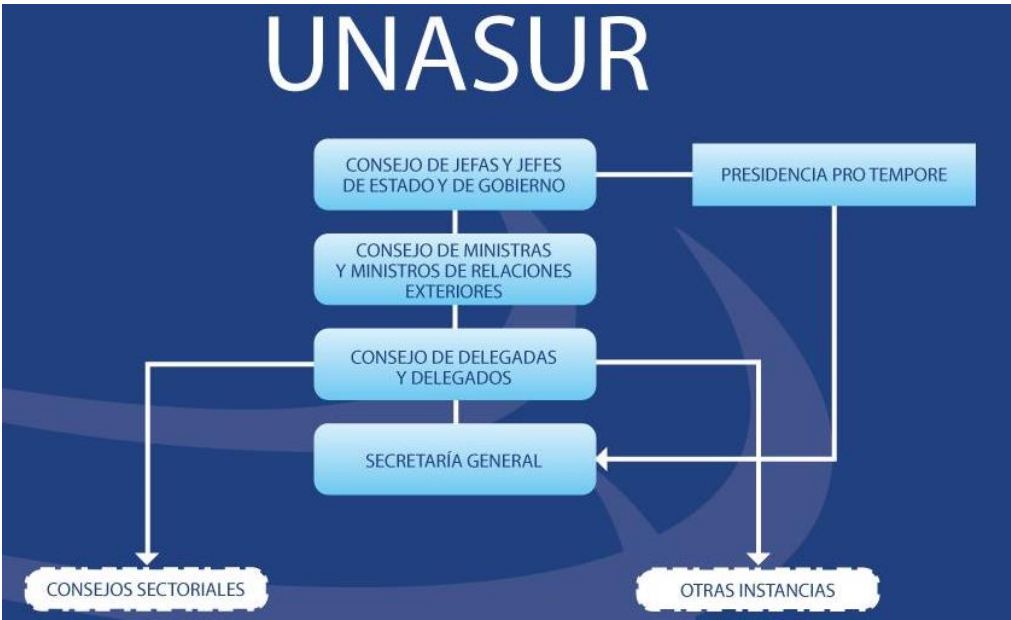 UNASUR
CONSEJO DE JEFAS Y JEFES
DE ESTADO Y DE GOBIERNO
PRESIDENCIA PRO TEMPORE
CONSEJO DE MINISTRAS
Y MINISTROS DE RELACIONES
EXTERIORES
CONSEJO DE DELEGADAS
Y DELEGADOS
SECRETARÍA GENERAL
CONSEJOS SECTORIALES
OTRAS INSTANCIAS